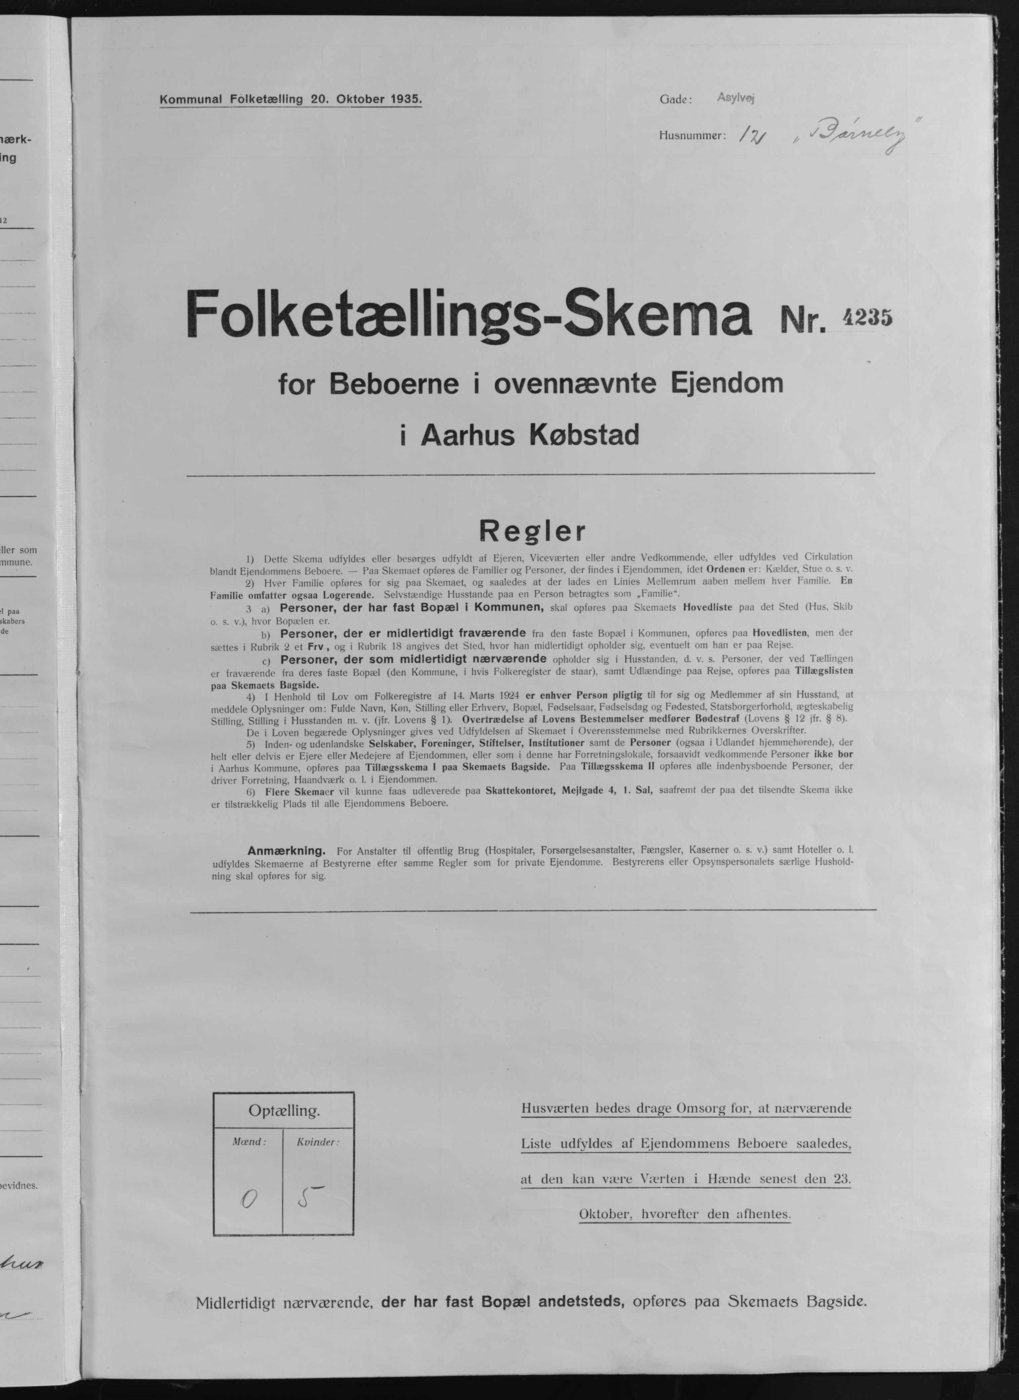 Kommunal Folketælling 20. Oktober 1935.
Gade: Asylvej
Husnummer: 12 „Børnely"
Folketællings-Skema Nr. 4235
for Beboerne i ovennævnte Ejendom
i Aarhus Købstad
Regler
1) Dette Skema udfyldes eller besørges udfyldt af Ejeren, Viceværten eller andre Vedkommende, eller udfyldes ved Cirkulation
blandt Ejendommens Beboere. — Paa Skemaet opføres de Familier og Personer, der findes i Ejendommen, idet Ordenen er: Kælder, Stue o. s. v.
2) Hver Familie opføres for sig paa Skemaet, og saaledes at der lades en Linies Mellemrum aaben mellem hver Familie. En
Familie omfatter ogsaa Logerende. Selvstændige Husstande paa en Person betragtes som „Familie".
3 a) Personer, der har fast Bopæl i Kommunen, skal opføres paa Skemaets Hovedliste paa det Sted (Hus, Skib
o. s. v.), hvor Bopælen er.
b) Personer, der er midlertidigt fraværende fra den faste Bopæl i Kommunen, opføres paa Hovedlisten, men der
sættes i Rubrik 2 et Frv, og i Rubrik 18 angives det Sted, hvor han midlertidigt opholder sig, eventuelt om han er paa Rejse.
c) Personer, der som midlertidigt nærværende opholder sig i Husstanden, d. v. s. Personer, der ved Tællingen
er fraværende fra deres faste Bopæl (den Kommune, i hvis Folkeregister de staar), samt Udlændinge paa Rejse, opføres paa Tillægslisten
paa Skemaets Bagside.
4) I Henhold til Lov om Folkeregistre af 14. Marts 1924 er enhver Person pligtig til for sig og Medlemmer af sin Husstand, at
meddele Oplysninger om: Fulde Navn, Køn, Stilling eller Erhverv, Bopæl, Fødselsaar, Fødselsdag og Fødested, Statsborgerforhold, ægteskabelig
Stilling, Stilling i Husstanden m. v. (jfr. Lovens § 1). Overtrædelse af Lovens Bestemmelser medfører Bødestraf (Lovens § 12 jfr. § 8).
De i Loven begærede Oplysninger gives ved Udfyldelsen af Skemaet i Overensstemmelse med Rubrikkernes Overskrifter.
5) Inden- og udenlandske Selskaber, Foreninger, Stiftelser, Institutioner samt de Personer (ogsaa i Udlandet hjemmehørende), der
helt eller delvis er Ejere eller Medejere af Ejendommen, eller som i denne har Forretningslokale, forsaavidt vedkommende Personer ikke bor
i Aarhus Kommune, opføres paa Tillægsskema I paa Skemaets Bagside. Paa Tillægsskema II opføres alle indenbysboende Personer, der
driver Forretning, Haandværk o. l. i Ejendommen.
6) Flere Skemaer vil kunne faas udleverede paa Skattekontoret, Mejlgade 4, 1. Sal, saafremt der paa det tilsendte Skema ikke
er tilstrækkelig Plads til alle Ejendommens Beboere.
Anmærkning. For Anstalter til offentlig Brug (Hospitaler, Forsørgelsesanstalter, Fængsler, Kaserner o. s. v.) samt Hoteller o. l.
udfyldes Skemaerne af Bestyrerne efter samme Regler som for private Ejendomme. Bestyrerens eller Opsynspersonalets særlige Hushold-
ning skal opføres for sig.
Optælling.
Mænd: Kvinder:
0 5
Husværten bedes drage Omsorg for, at nærværende
Liste udfyldes af Ejendommens Beboere saaledes,
at den kan være Værten i Hænde senest den 23.
Oktober, hvorefter den afhentes.
Midlertidigt nærværende, der har fast Bopæl andetsteds, opføres paa Skemaets Bagside.